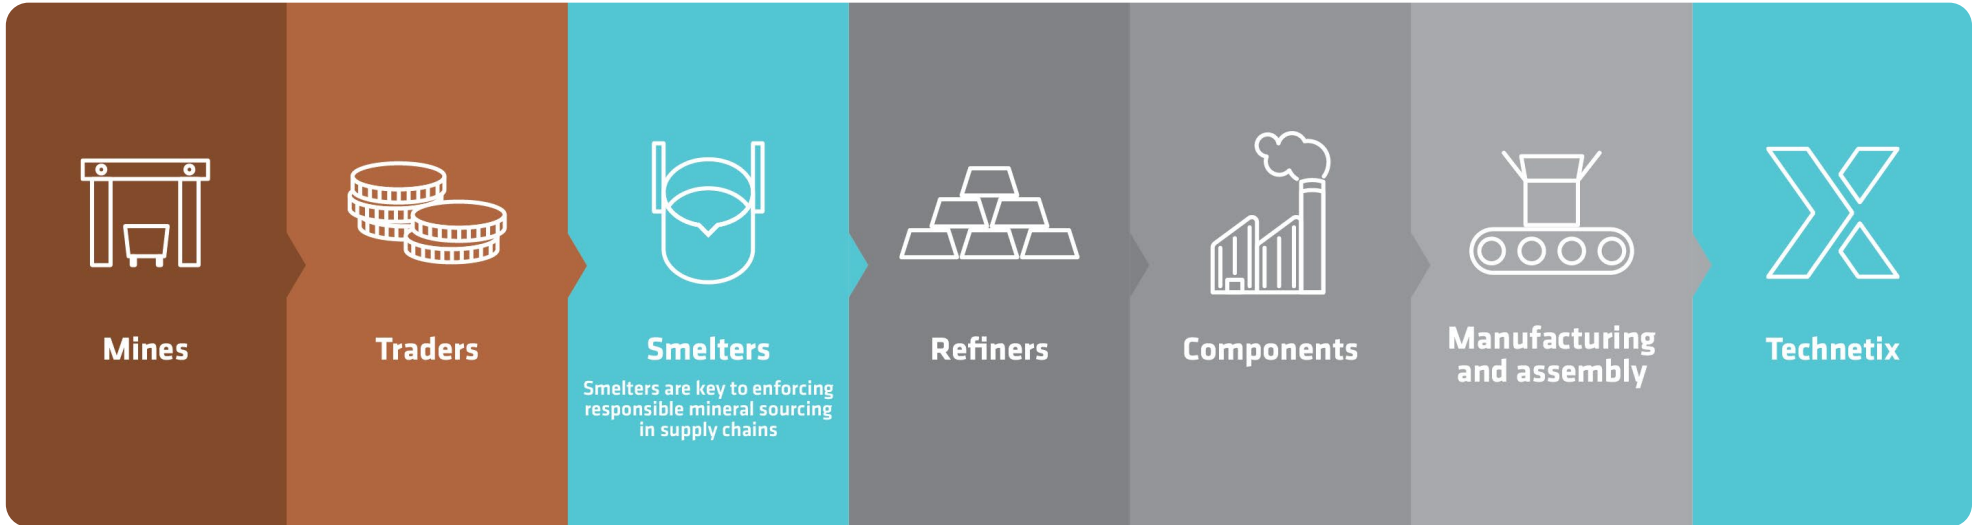 Mines
Traders
Smelters
Smelters are key to enforcing
responsible mineral sourcing
in supply chains
Refiners
Components
Manufacturing
and assembly
Technetix